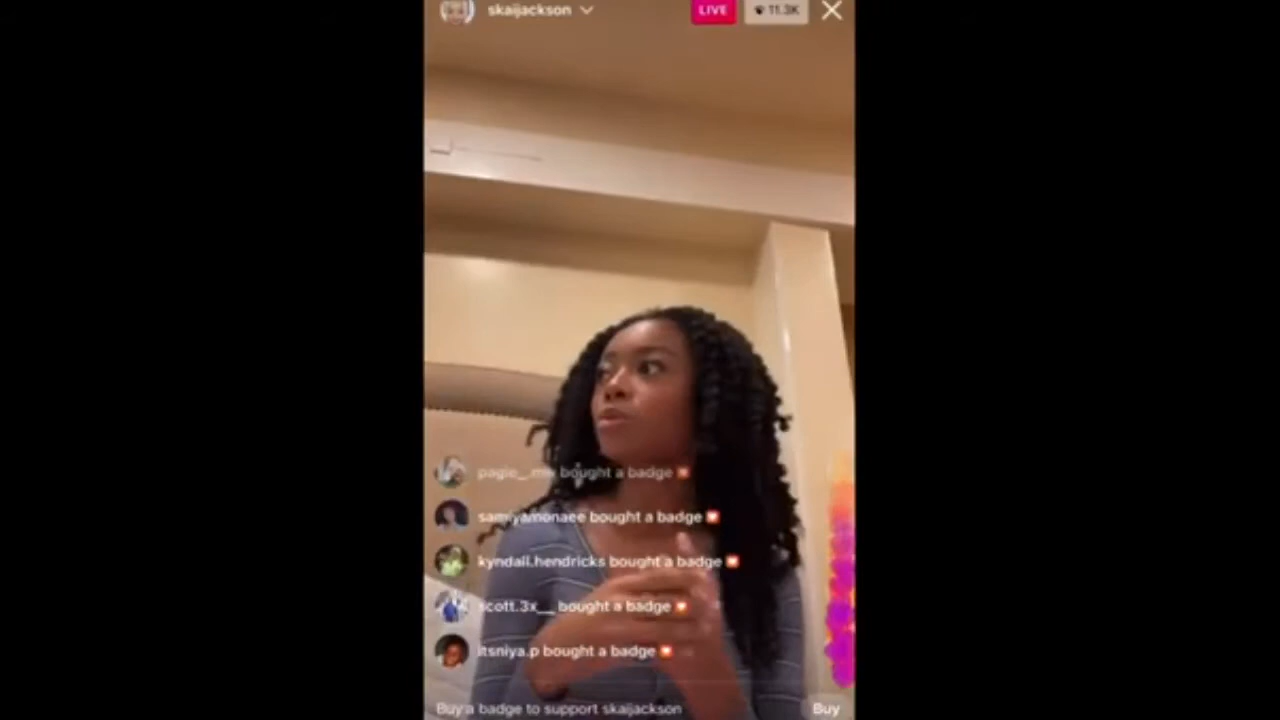 skaijackson
LIVE
11.3K
bought a badge
samiyamonaee bought a badge
kyndall.hendricks bought a badge
scott.3x__ bought a badge
itsniya.p bought a badge
Buy a badge to support skaijackson
Buy